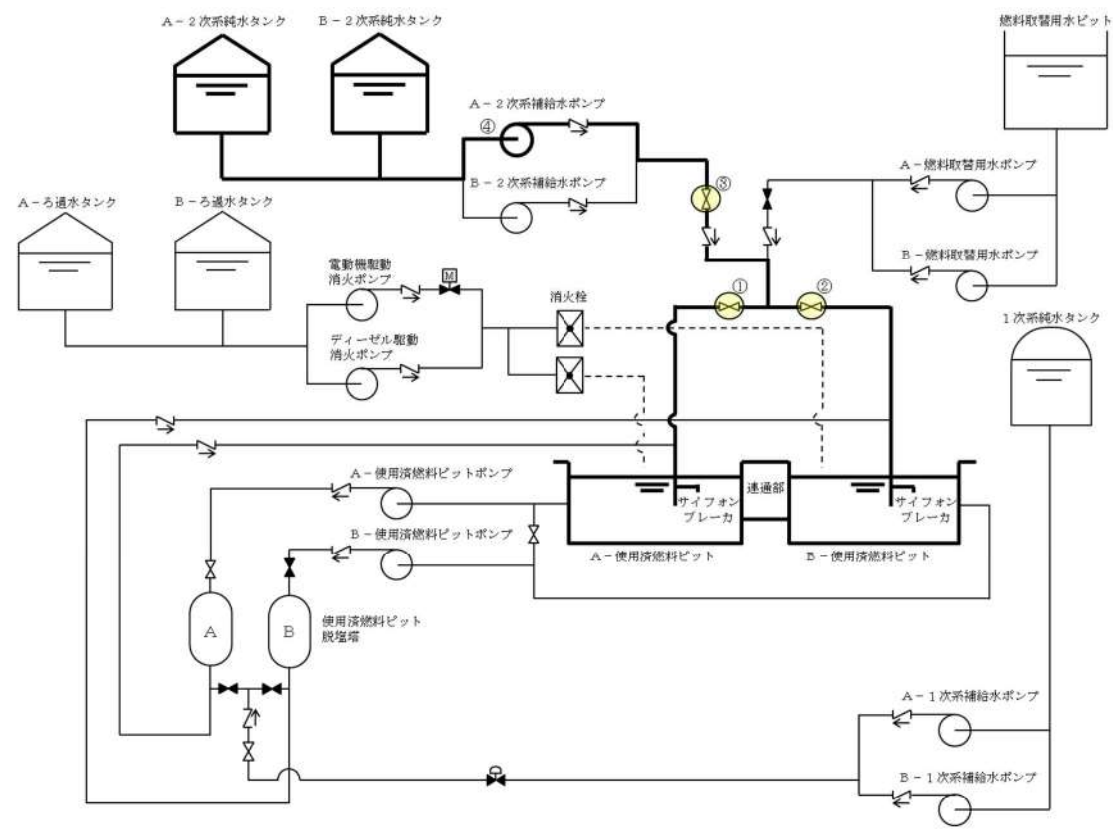 A－２次系純水タンク
B－２次系純水タンク
燃料取替用水ピット
A－２次系補給水ポンプ
④
B－２次系補給水ポンプ
③
A－燃料取替用水ポンプ
B－燃料取替用水ポンプ
A－ろ過水タンク
B－ろ過水タンク
電動機駆動
消火ポンプ
M
消火栓
①
②
１次系純水タンク
ディーゼル駆動
消火ポンプ
A－使用済燃料ピットポンプ
連通部
サイフォン
ブレーカ
サイフォン
ブレーカ
B－使用済燃料ピットポンプ
A－使用済燃料ピット
B－使用済燃料ピット
A
B
使用済燃料ピット
脱塩塔
A－１次系補給水ポンプ
B－１次系補給水ポンプ